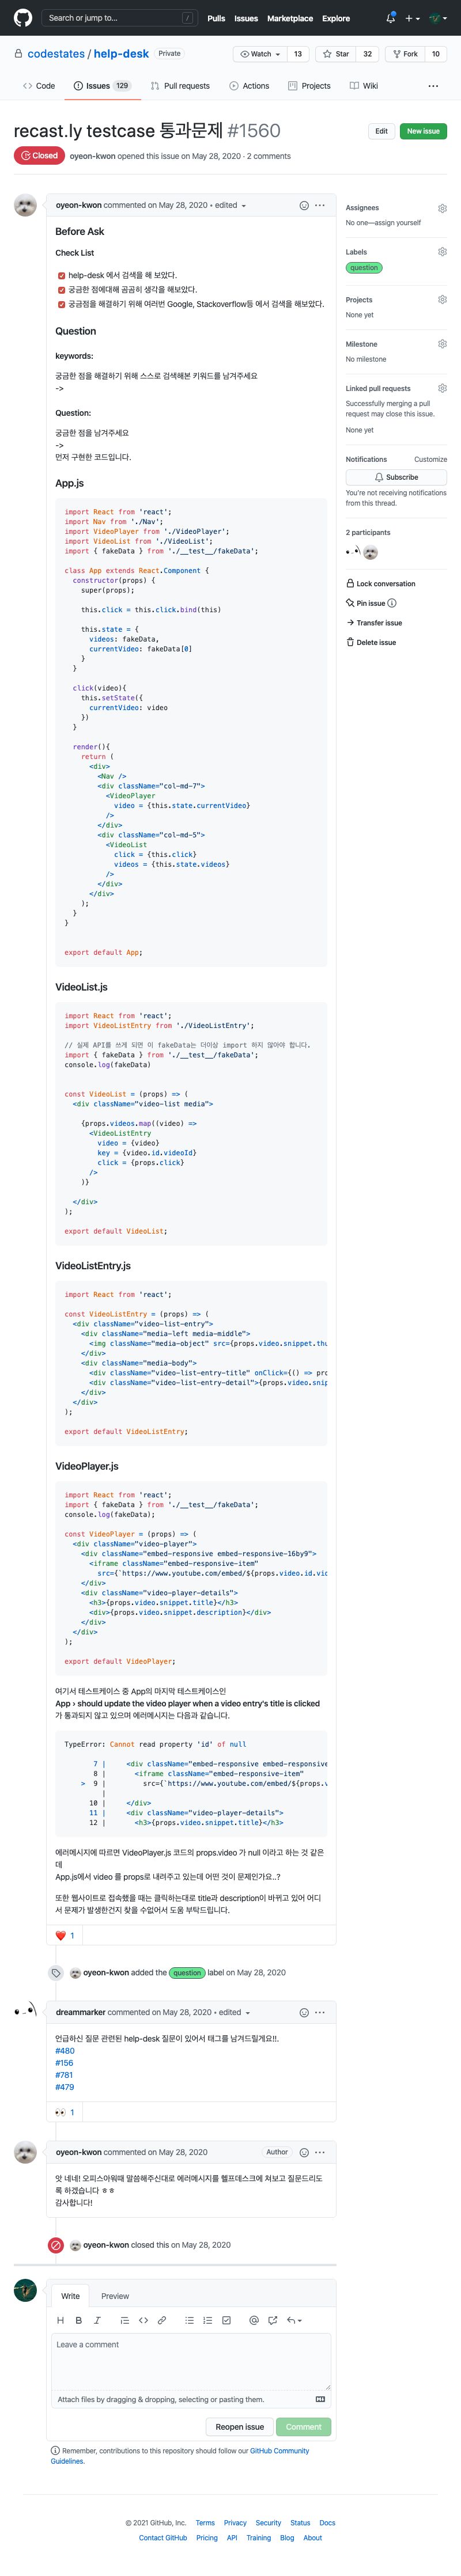 Search or jump to...
/
Pulls Issues Marketplace Explore
codestates / help-desk Private
Watch 13 Star 32 Fork 10
Code Issues 129 Pull requests Actions Projects Wiki
recast.ly testcase 통과문제 #1560
Edit New issue
Closed oyeon-kwon opened this issue on May 28, 2020 · 2 comments
oyeon-kwon commented on May 28, 2020 • edited
Before Ask
Check List
help-desk 에서 검색을 해 보았다.
궁금한 점에대해 곰곰히 생각을 해보았다.
궁금점을 해결하기 위해 여러번 Google, Stackoverflow등 에서 검색을 해보았다.
Question
keywords:
궁금한 점을 해결하기 위해 스스로 검색해본 키워드를 남겨주세요
->
Question:
궁금한 점을 남겨주세요
->
먼저 구현한 코드입니다.
App.js
import React from 'react';
import Nav from './Nav';
import VideoPlayer from './VideoPlayer';
import VideoList from './VideoList';
import { fakeData } from './__test__/fakeData';
class App extends React.Component {
constructor(props) {
super(props);
this.click = this.click.bind(this)
this.state = {
videos: fakeData,
currentVideo: fakeData[0]
}
}
click(video){
this.setState({
currentVideo: video
})
}
render(){
return (
<div>
<Nav />
<div className="col-md-7">
<VideoPlayer
video = {this.state.currentVideo}
/>
</div>
<div className="col-md-5">
<VideoList
click = {this.click}
videos = {this.state.videos}
/>
</div>
</div>
);
}
}
export default App;
VideoList.js
import React from 'react';
import VideoListEntry from './VideoListEntry';
// 실제 API를 쓰게 되면 이 fakeData는 더이상 import 하지 않아야 합니다.
import { fakeData } from './__test__/fakeData';
console.log(fakeData)
const VideoList = (props) => (
<div className="video-list media">
{props.videos.map((video) =>
<VideoListEntry
video = {video}
key = {video.id.videoId}
click = {props.click}
/>
)}
</div>
);
export default VideoList;
VideoListEntry.js
import React from 'react';
const VideoListEntry = (props) => (
<div className="video-list-entry">
<div className="media-left media-middle">
<img className="media-object" src={props.video.snippet.thu
</div>
<div className="media-body">
<div className="video-list-entry-title" onClick={() => pro
<div className="video-list-entry-detail">{props.video.snip
</div>
</div>
);
export default VideoListEntry;
VideoPlayer.js
import React from 'react';
import { fakeData } from './__test__/fakeData';
console.log(fakeData);
const VideoPlayer = (props) => (
<div className="video-player">
<div className="embed-responsive embed-responsive-16by9">
<iframe className="embed-responsive-item"
src={`https://www.youtube.com/embed/${props.video.id.vid
</div>
<div className="video-player-details">
<h3>{props.video.snippet.title}</h3>
<div>{props.video.snippet.description}</div>
</div>
</div>
);
export default VideoPlayer;
여기서 테스트케이스 중 App의 마지막 테스트케이스인
App › should update the video player when a video entry's title is clicked
가 통과되지 않고 있으며 에러메시지는 다음과 같습니다.
TypeError: Cannot read property 'id' of null
7 | <div className="embed-responsive embed-responsive
8 | <iframe className="embed-responsive-item"
> 9 | src={`https://www.youtube.com/embed/${props.v
|
10 | </div>
11 | <div className="video-player-details">
12 | <h3>{props.video.snippet.title}</h3>
에러메세지에 따르면 VideoPlayer.js 코드의 props.video 가 null 이라고 하는 것 같은
데
App.js에서 video 를 props로 내려주고 있는데 어떤 것이 문제인가요..?
또한 웹사이트로 접속했을 때는 클릭하는대로 title과 description이 바뀌고 있어 어디
서 문제가 발생한건지 찾을 수없어서 도움 부탁드립니다.
1
oyeon-kwon added the question label on May 28, 2020
dreammarker commented on May 28, 2020 • edited
언급하신 질문 관련된 help-desk 질문이 있어서 태그를 남겨드릴게요!!.
#480
#156
#781
#479
1
oyeon-kwon commented on May 28, 2020 Author
앗 네네! 오피스아워때 말씀해주신대로 에러메시지를 헬프데스크에 쳐보고 질문드리도
록 하겠습니다 ㅎㅎ
감사합니다!
oyeon-kwon closed this on May 28, 2020
Write Preview
Leave a comment
Attach files by dragging & dropping, selecting or pasting them.
Reopen issue Comment
Remember, contributions to this repository should follow our GitHub Community
Guidelines.
Assignees
No one—assign yourself
Labels
question
Projects
None yet
Milestone
No milestone
Linked pull requests
Successfully merging a pull
request may close this issue.
None yet
Notifications Customize
Subscribe
You're not receiving notifications
from this thread.
2 participants
Lock conversation
Pin issue
Transfer issue
Delete issue
© 2021 GitHub, Inc. Terms Privacy Security Status Docs
Contact GitHub Pricing API Training Blog About